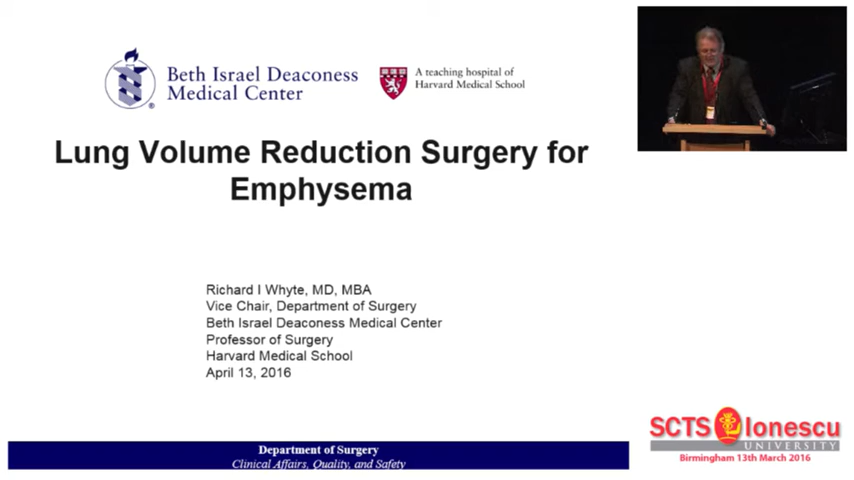 Beth Israel Deaconess
Medical Center
®
A teaching hospital of
Harvard Medical School
Lung Volume Reduction Surgery for
Emphysema
Richard I Whyte, MD, MBA
Vice Chair, Department of Surgery
Beth Israel Deaconess Medical Center
Professor of Surgery
Harvard Medical School
April 13, 2016
Department of Surgery
Clinical Affairs, Quality, and Safety
SCTS Ionescu
UNIVERSITY
Birmingham 13th March 2016